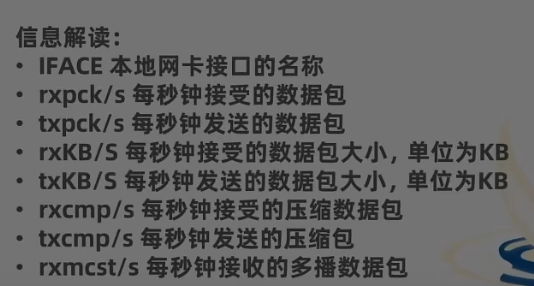 信息解读：
• IFACE 本地网卡接口的名称
• rxpck/s 每秒钟接受的数据包
• txpck/s 每秒钟发送的数据包
• rxKB/S 每秒钟接受的数据包大小，单位为KB
• txKB/S 每秒钟发送的数据包大小，单位为KB
• rxcmp/s 每秒钟接受的压缩数据包
• txcmp/s 每秒钟发送的压缩包
• rxmcst/s 每秒钟接收的多播数据包